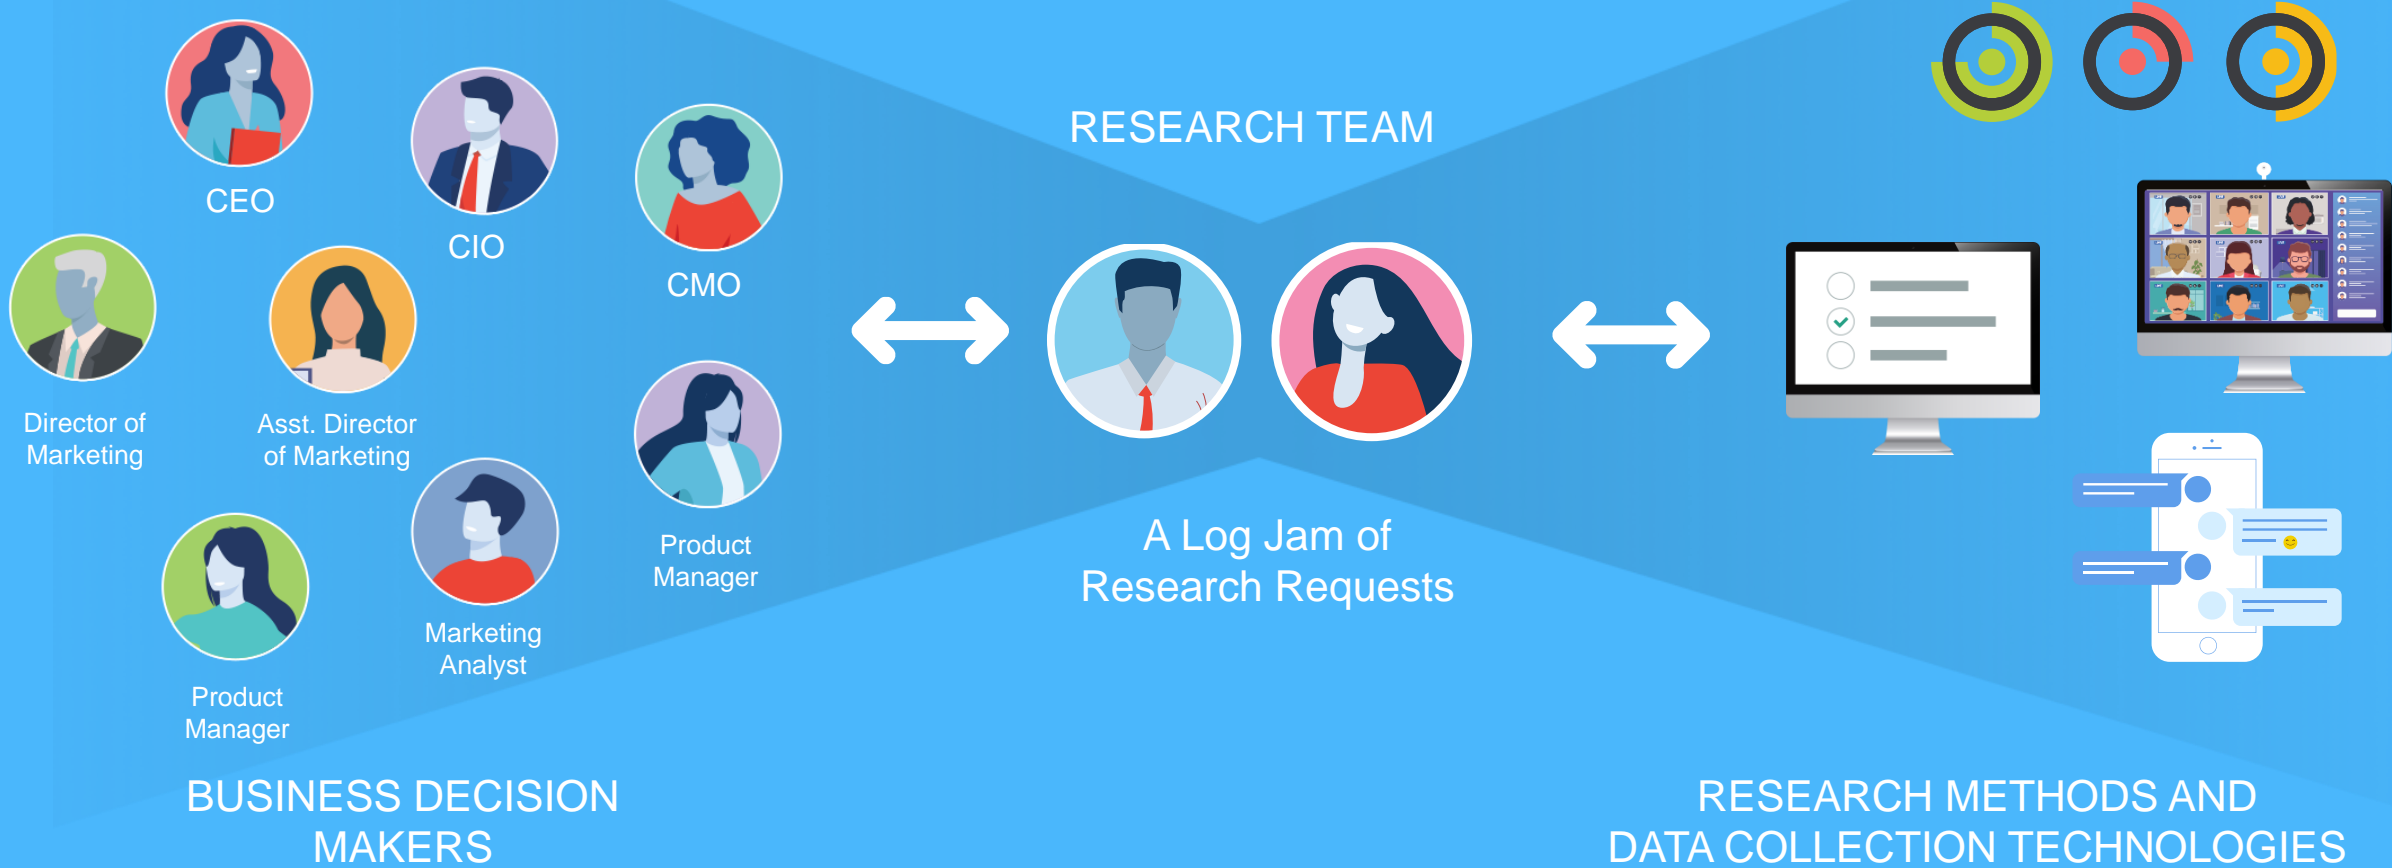 CEO
CIO
CMO
Director of
Marketing
Asst. Director
of Marketing
Product
Manager
Marketing
Analyst
Product
Manager
BUSINESS DECISION
MAKERS
RESEARCH TEAM
A Log Jam of
Research Requests
RESEARCH METHODS AND
DATA COLLECTION TECHNOLOGIES